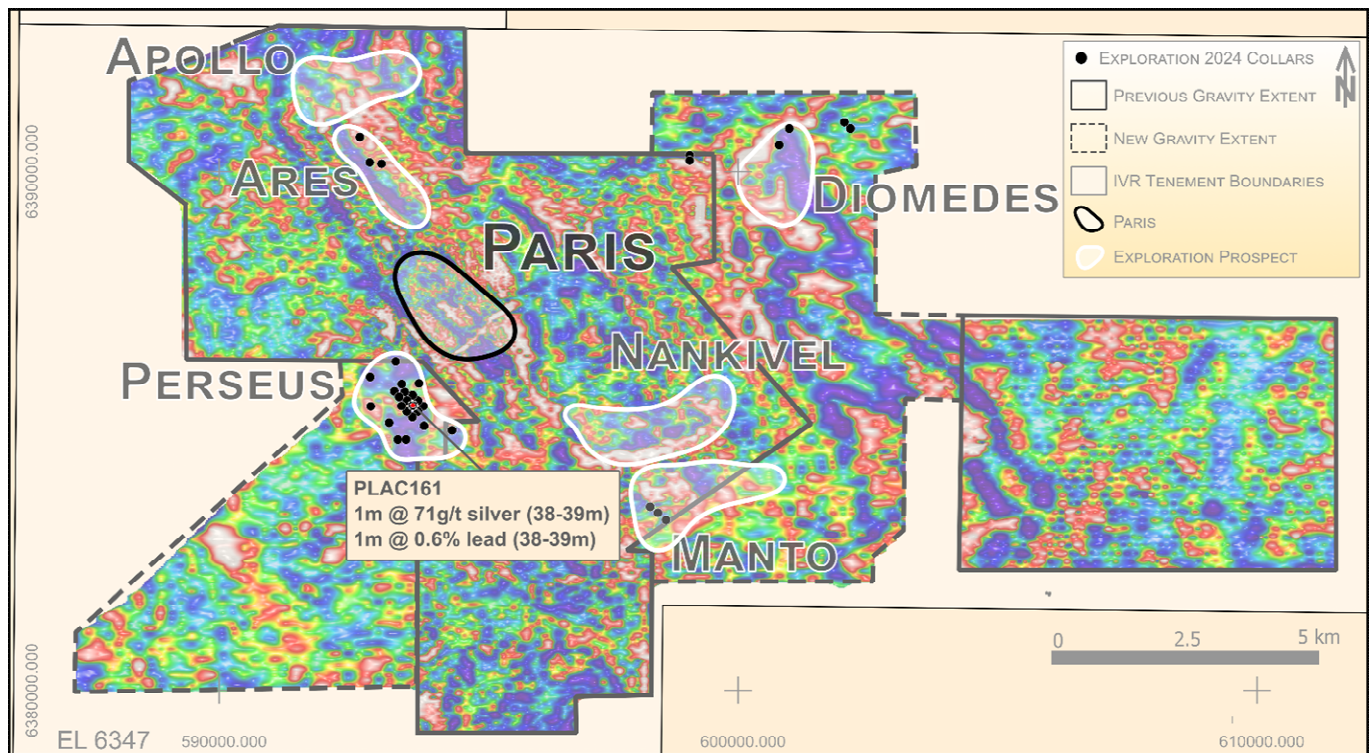 APOLLO
ARES
PARIS
DIOMEDES
PERSEUS
NANKIVEL
MANTO
PLAC161
1m @ 71g/t silver (38-39m)
1m @ 0.6% lead (38-39m)
EXPLORATION 2024 COLLARS
PREVIOUS GRAVITY EXTENT
NEW GRAVITY EXTENT
IVR TENEMENT BOUNDARIES
PARIS
EXPLORATION PROSPECT
N
6390000.000
6380000.000
0 2.5 5 km
EL 6347
590000.000
600000.000
610000.000